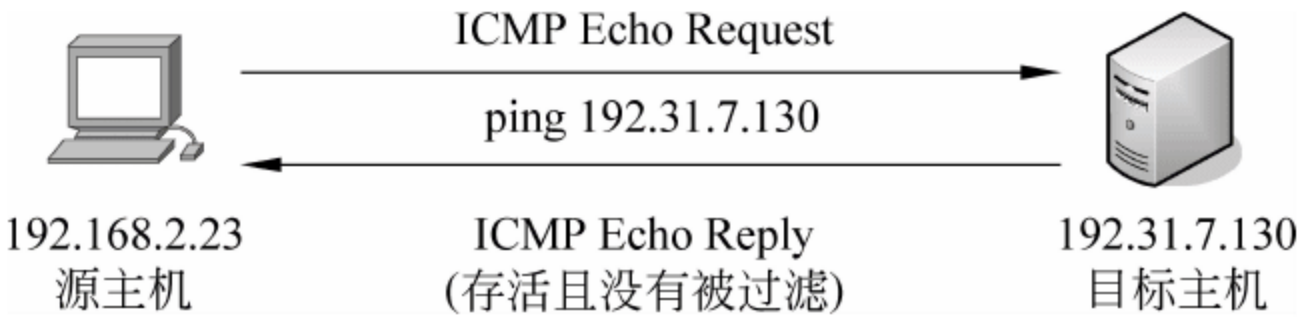 ICMP Echo Request
ping 192.31.7.130
192.168.2.23
源主机
ICMP Echo Reply
(存活且没有被过滤)
192.31.7.130
目标主机